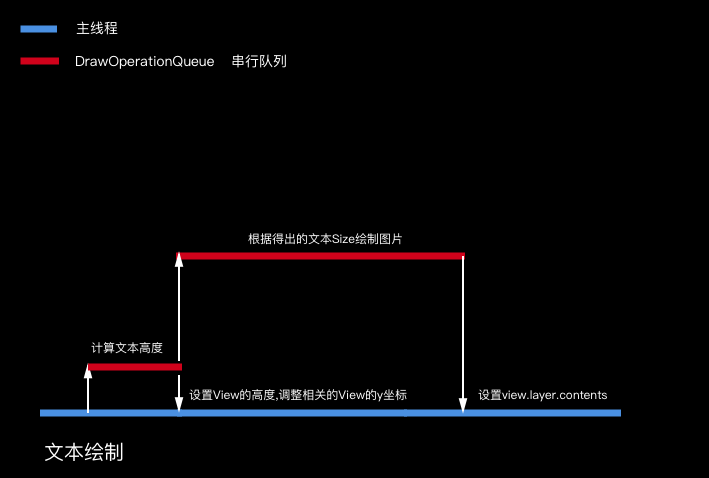 主线程
DrawOperationQueue 串行队列
根据得出的文本Size绘制图片
计算文本高度
设置View的高度,调整相关的View的y坐标
设置view.layer.contents
文本绘制